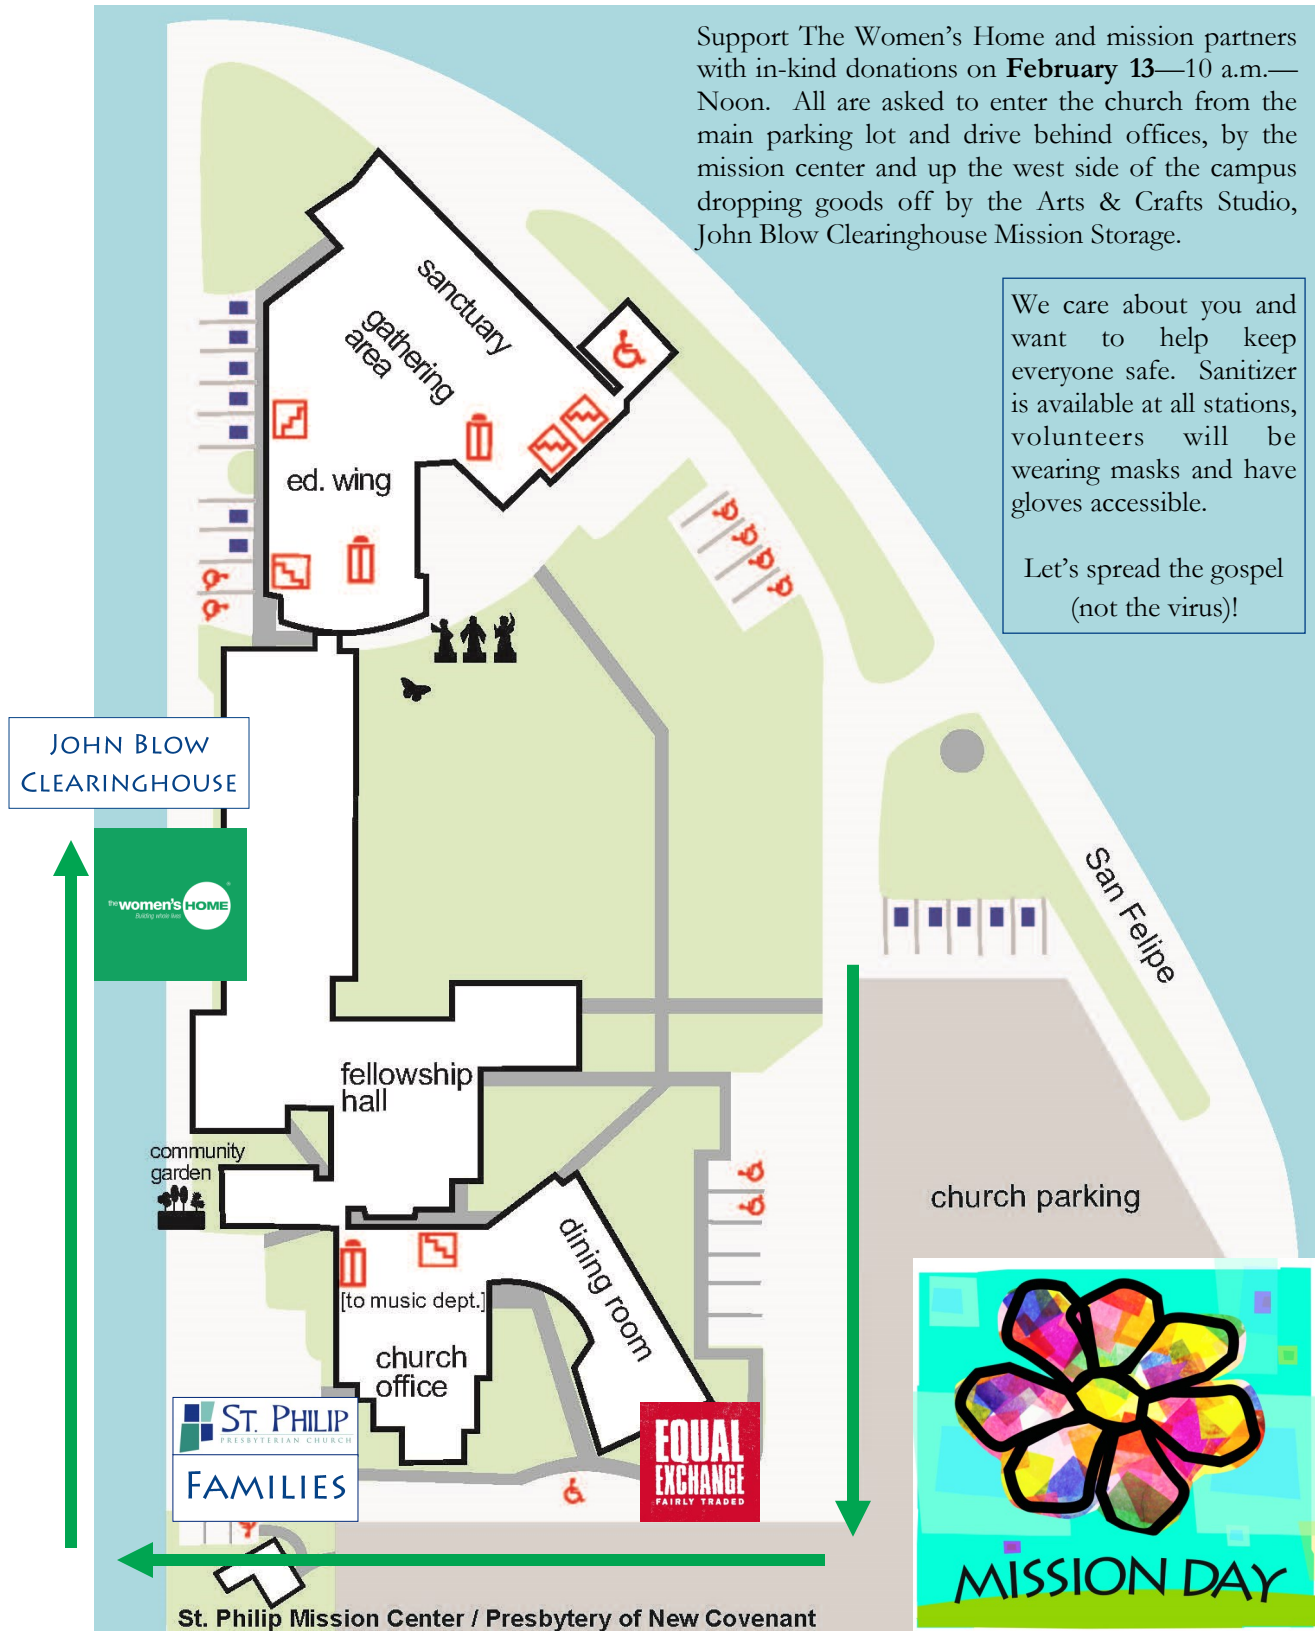 Support The Women's Home and mission partners
with in-kind donations on February 13—10 a.m.—
Noon. All are asked to enter the church from the
main parking lot and drive behind offices, by the
mission center and up the west side of the campus
dropping goods off by the Arts & Crafts Studio,
John Blow Clearinghouse Mission Storage.
We care about you and
want to help keep
everyone safe. Sanitizer
is available at all stations,
volunteers will be
wearing masks and have
gloves accessible.
Let's spread the gospel
(not the virus)!
sanctuary
gathering
area
ed. wing
JOHN BLOW
CLEARINGHOUSE
the women's HOME
Building whole lives
San Felipe
fellowship
hall
community
garden
church parking
dining room
[to music dept.]
church
office
ST. PHILIP
PRESBYTERIAN CHURCH
FAMILIES
EQUAL
EXCHANGE
FAIRLY TRADED
MISSION DAY
St. Philip Mission Center / Presbytery of New Covenant